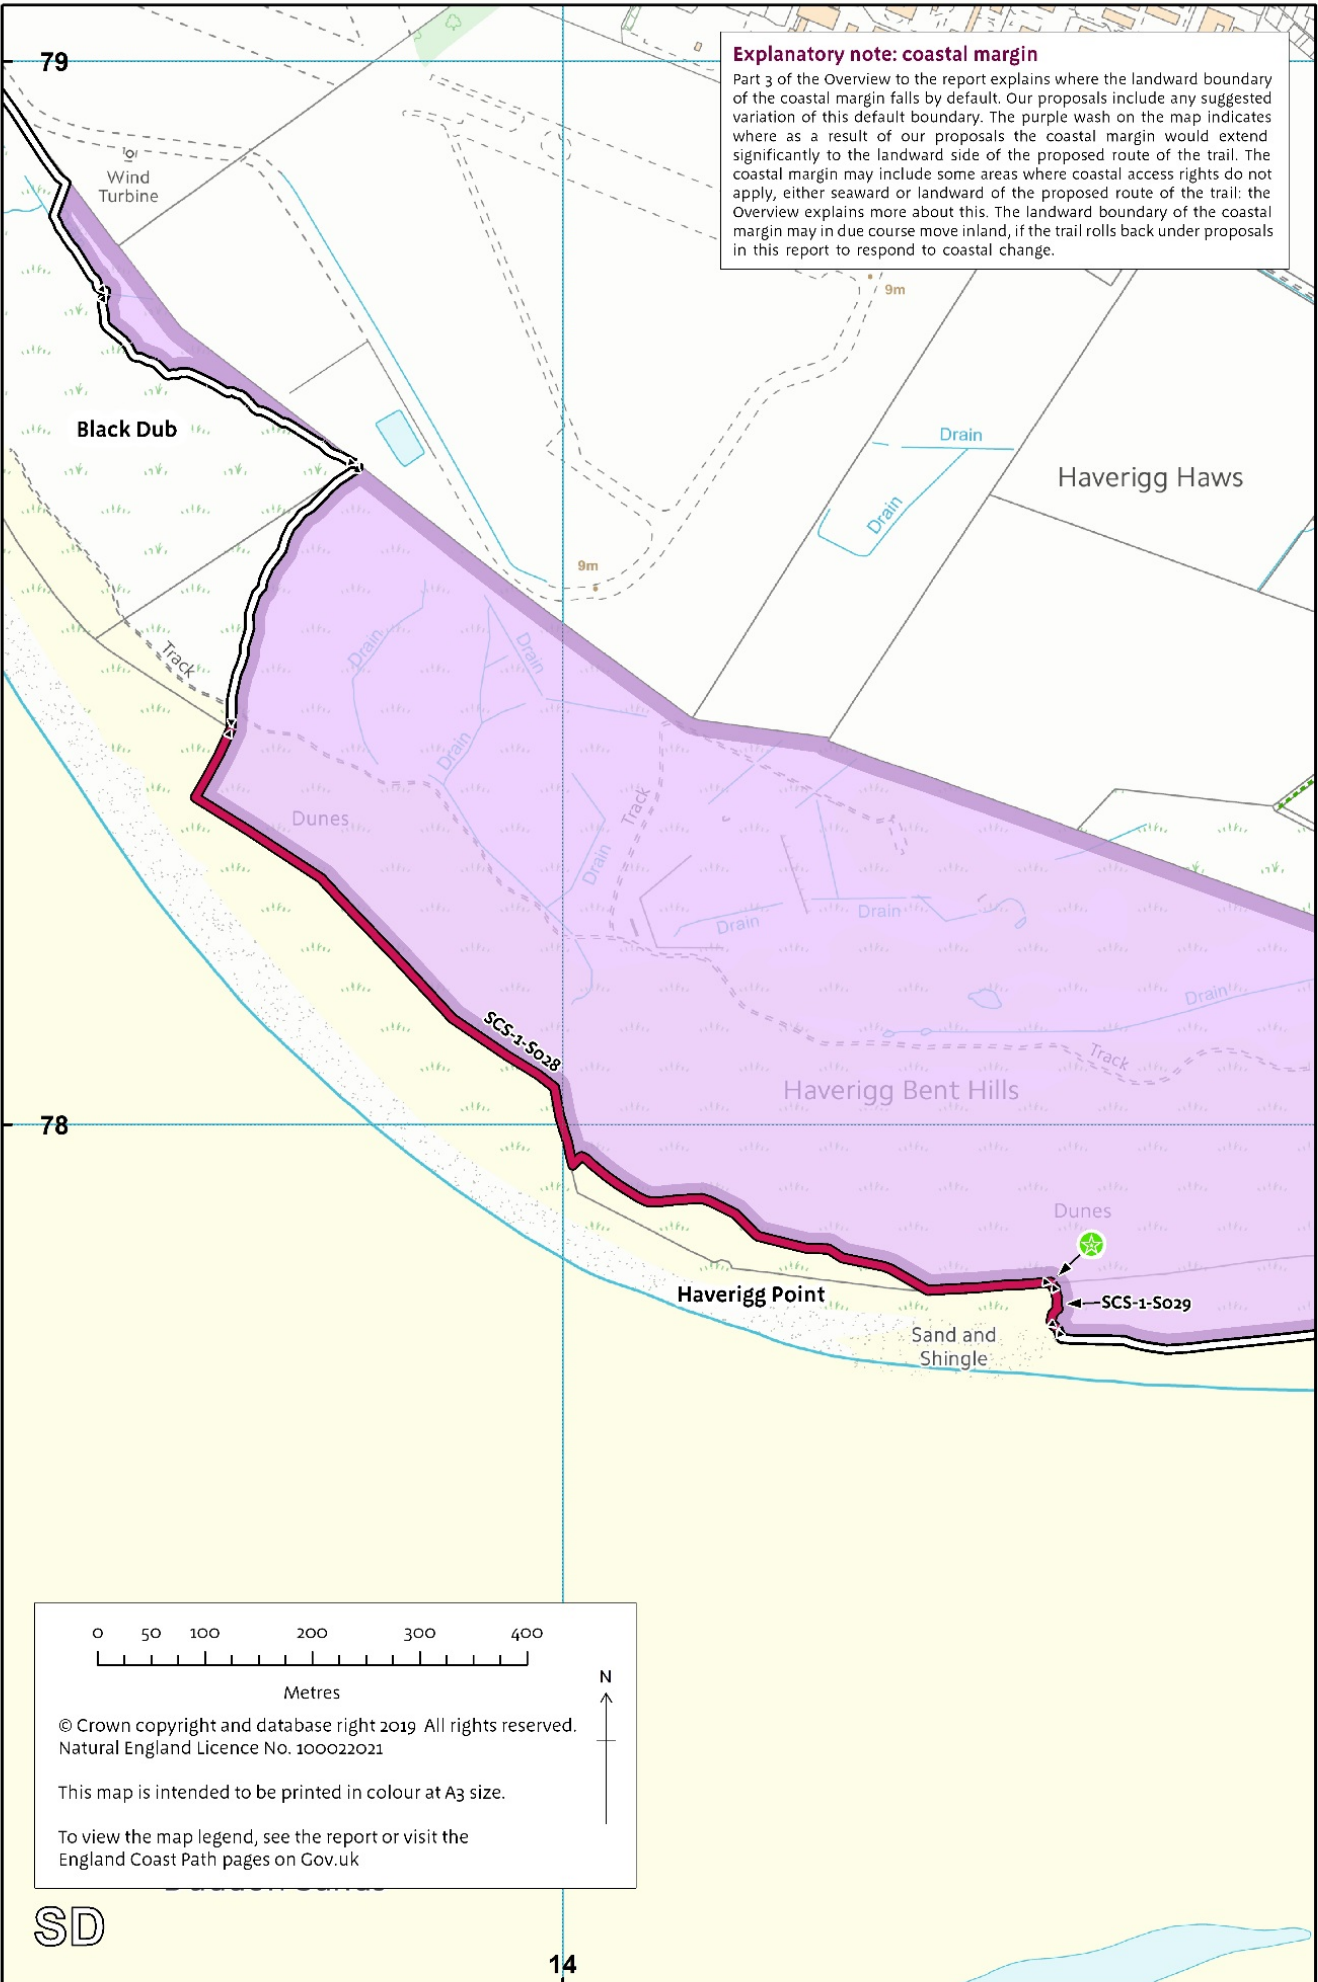 79
Explanatory note: coastal margin
Part 3 of the Overview to the report explains where the landward boundary
of the coastal margin falls by default. Our proposals include any suggested
variation of this default boundary. The purple wash on the map indicates
where as a result of our proposals the coastal margin would extend
significantly to the landward side of the proposed route of the trail. The
coastal margin may include some areas where coastal access rights do not
apply, either seaward or landward of the proposed route of the trail: the
Overview explains more about this. The landward boundary of the coastal
margin may in due course move inland, if the trail rolls back under proposals
in this report to respond to coastal change.
Wind
Turbine
9m
Black Dub
Drain
Haverigg Haws
Drain
9m
Drain
Drain
Track
Drain
Track
Dunes
Drain
Drain
Drain
Drain
SCS-1-S028
Track
Haverigg Bent Hills
78
Dunes
Haverigg Point
SCS-1-S029
Sand and
Shingle
0 50 100 200 300 400
Metres
N
© Crown copyright and database right 2019 All rights reserved.
Natural England Licence No. 100022021
This map is intended to be printed in colour at A3 size.
To view the map legend, see the report or visit the
England Coast Path pages on Gov.uk
SD
14